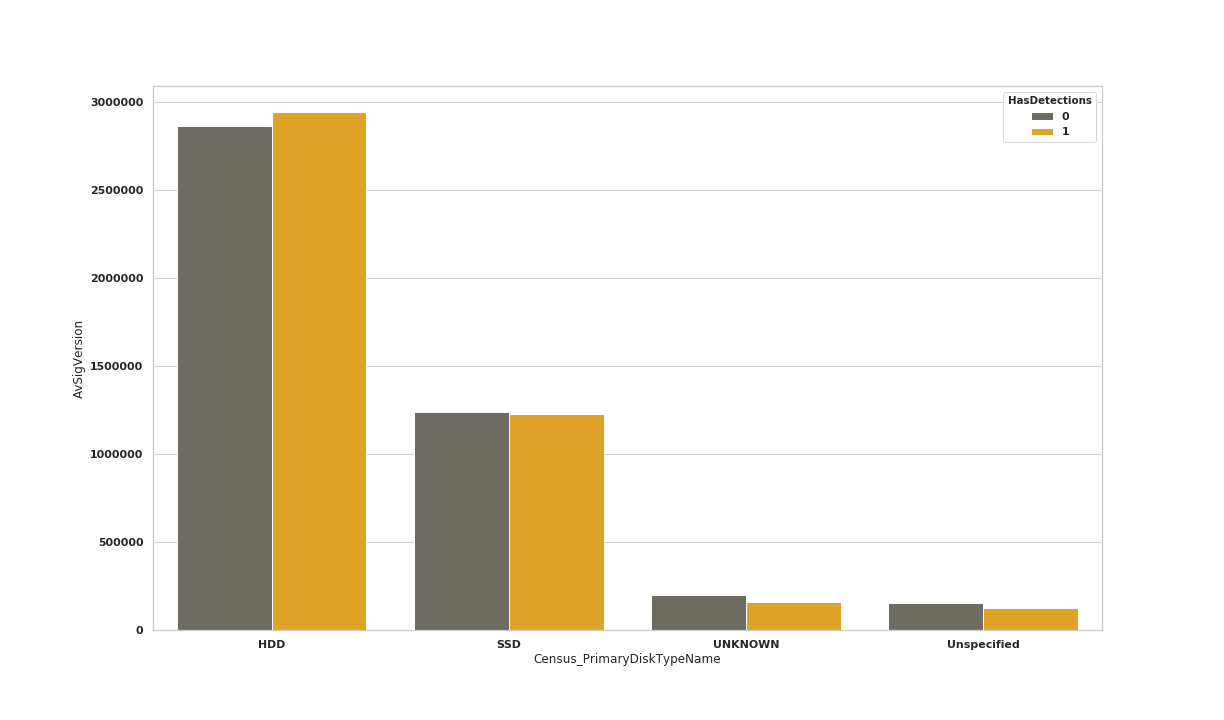 HasDetections
0
1
3000000
2500000
2000000
1500000
1000000
500000
0
AvSigVersion
HDD
SSD
UNKNOWN
Unspecified
Census_PrimaryDiskTypeName